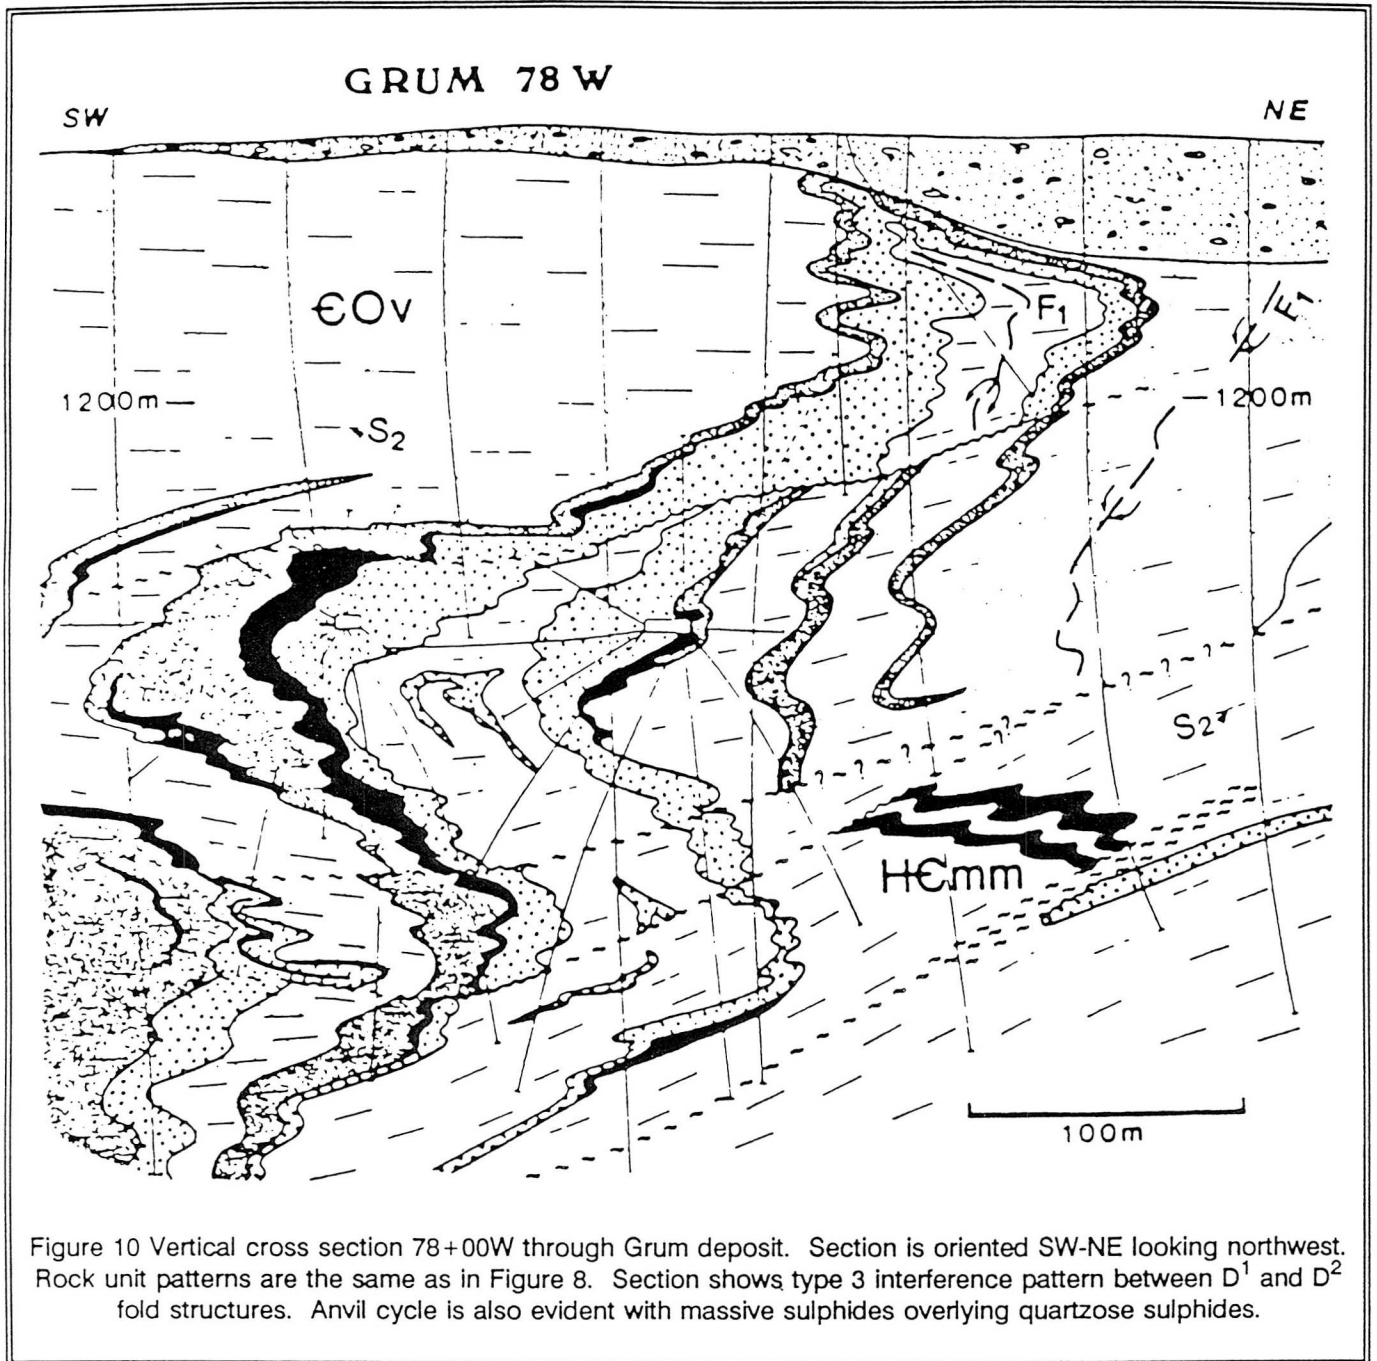 GRUM 78 W
SW
NE
ЄOv
F₁
F₁
1200m
1200m
S₂
S₂
? ~ ? ~ ? ~
? ~ ? ~ ? ~ ? ~
HЄmm
100m
Figure 10 Vertical cross section 78+00W through Grum deposit. Section is oriented SW-NE looking northwest.
Rock unit patterns are the same as in Figure 8. Section shows type 3 interference pattern between D¹ and D²
fold structures. Anvil cycle is also evident with massive sulphides overlying quartzose sulphides.